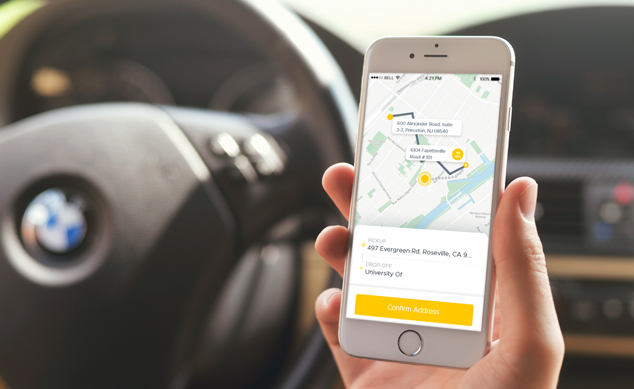 BELL
4:21 PM
100%
600 Alexander Road, Suite
3-3, Princeton, NJ 08540
6104 Fayetteville
Road # 101
PICKUP
497 Evergreen Rd. Roseville, CA 9...
DROP-OFF
University Of
Confirm Address